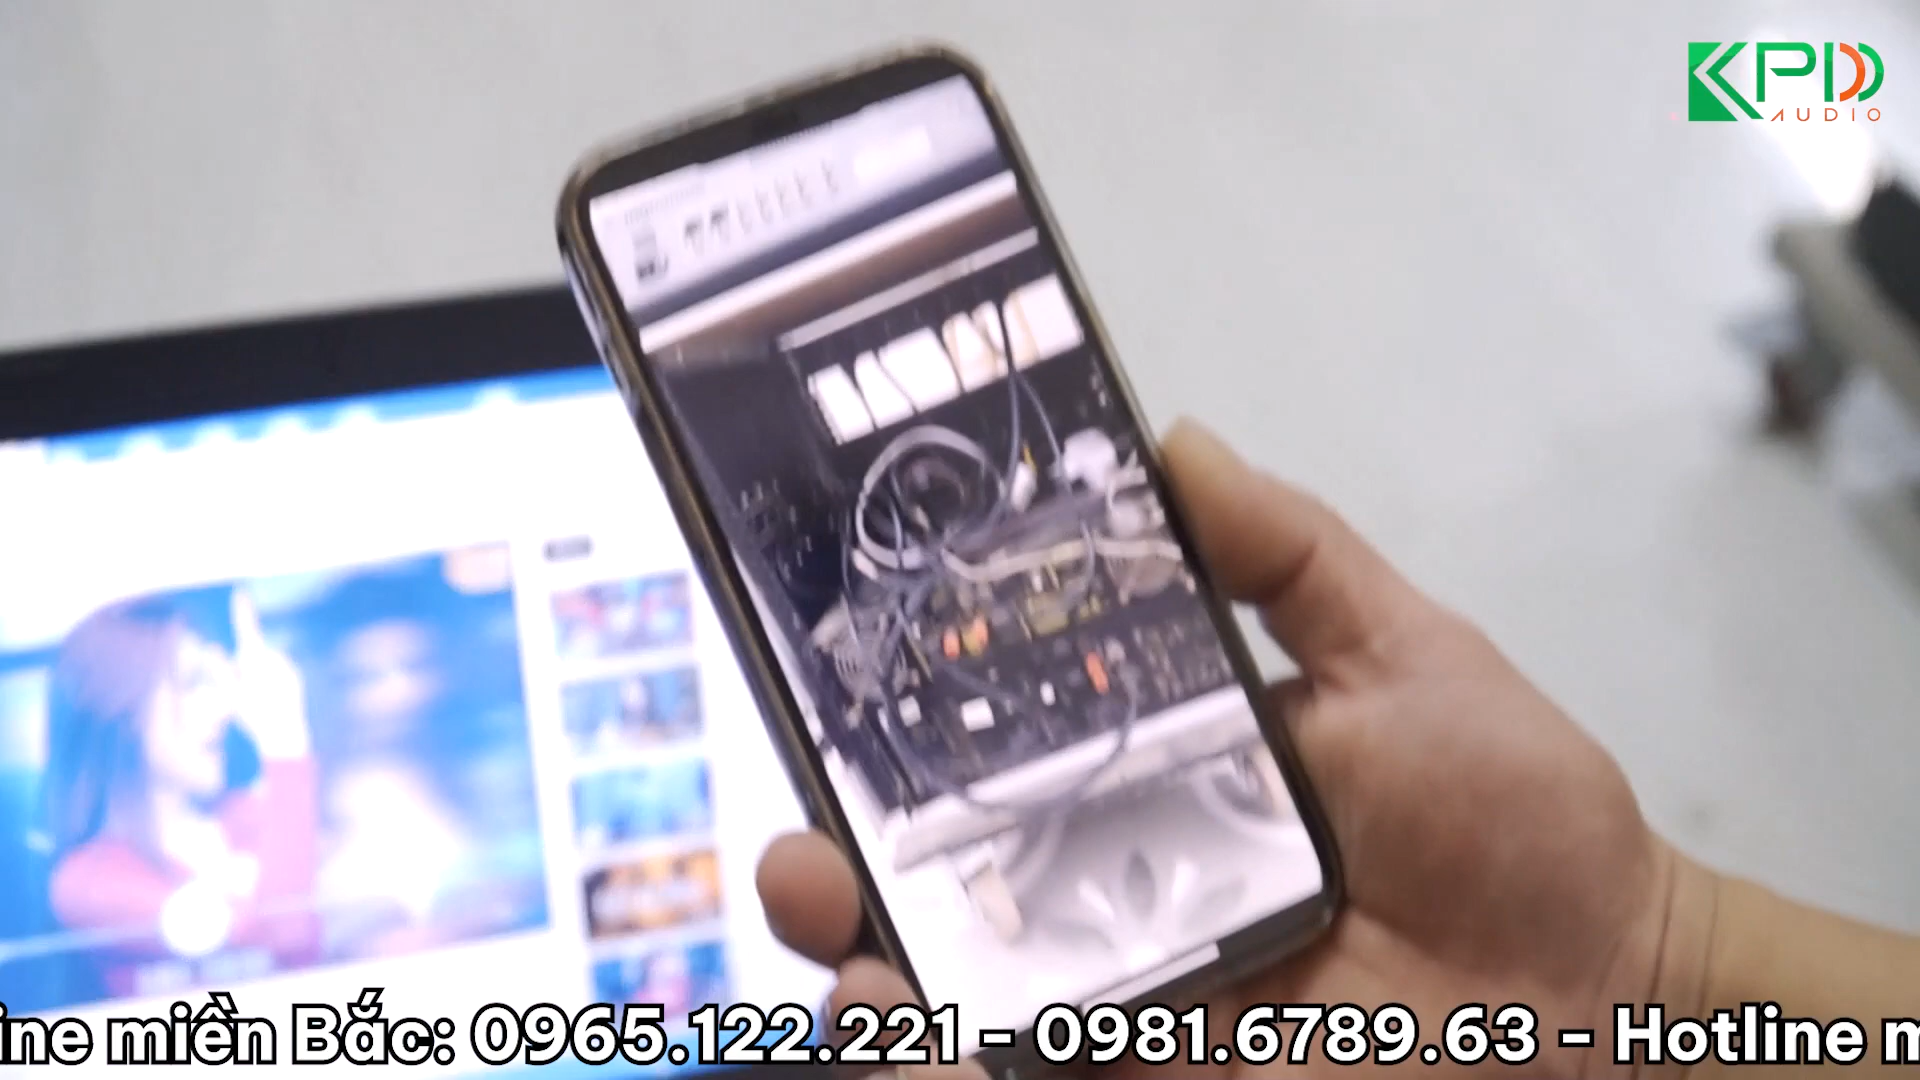 KPD
AUDIO
ine miền Bắc: 0965.122.221 - 0981.6789.63 - Hotline m